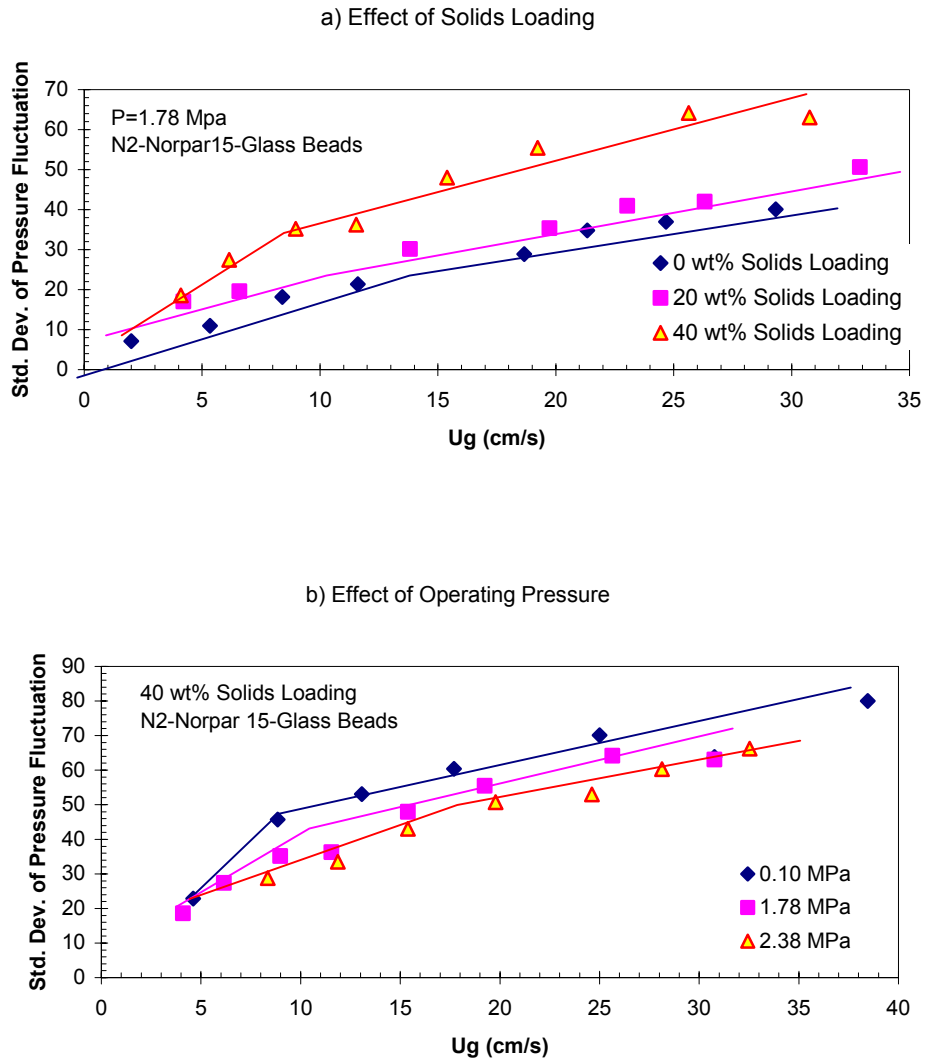 a) Effect of Solids Loading
70
60
50
40
30
20
10
0
Std. Dev. of Pressure Fluctuation
P=1.78 Mpa
N2-Norpar15-Glass Beads
0 wt% Solids Loading
20 wt% Solids Loading
40 wt% Solids Loading
0 5 10 15 20 25 30 35
Ug (cm/s)
b) Effect of Operating Pressure
90
80
70
60
50
40
30
20
10
0
Std. Dev. of Pressure Fluctuation
40 wt% Solids Loading
N2-Norpar 15-Glass Beads
0.10 MPa
1.78 MPa
2.38 MPa
0 5 10 15 20 25 30 35 40
Ug (cm/s)